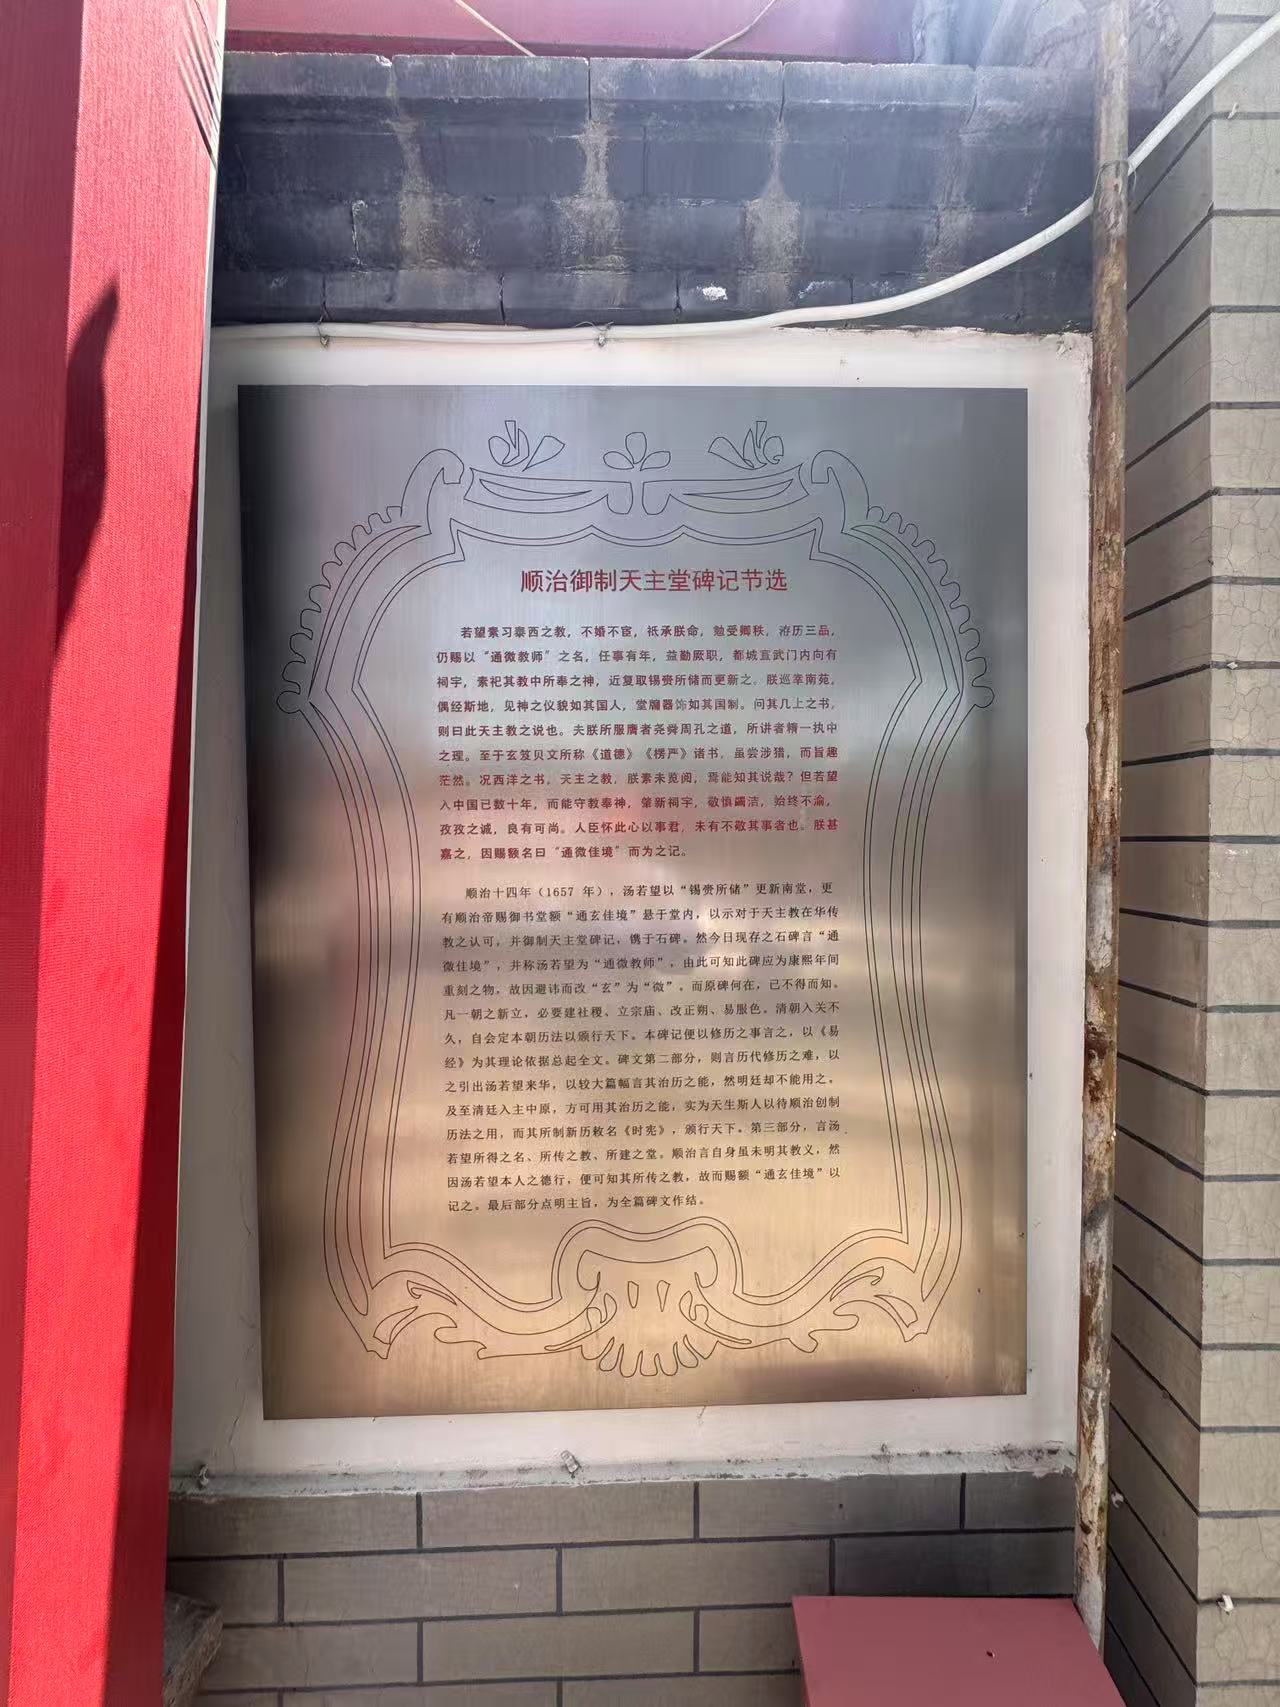 顺治御制天主堂碑记节选
若望素习泰西之教，不婚不宦，祗承朕命，勉受卿秩，洊历三品，
仍赐以“通微教师”之名，任事有年，益勤厥职，都城宣武门内向有
祠宇，素祀其教中所奉之神，近复取锡赉所储而更新之。朕巡幸南苑，
偶经斯地，见神之仪貌如其国人，堂牖器饰如其国制。问其几上之书，
则曰此天主教之说也。夫朕所服膺者尧舜周孔之道，所讲者精一执中
之理。至于玄笈贝文所称《道德》《楞严》诸书，虽尝涉猎，而旨趣
茫然。况西洋之书，天主之教，朕素未览阅，焉能知其说哉？但若望
入中国已数十年，而能守教奉神，肇新祠宇，敬慎蠲洁，始终不渝，
孜孜之诚，良有可尚。人臣怀此心以事君，未有不敬其事者也。朕甚
嘉之，因赐额名曰“通微佳境”而为之记。
顺治十四年（1657 年），汤若望以“锡赉所储”更新南堂，更
有顺治帝赐御书堂额“通玄佳境”悬于堂内，以示对于天主教在华传
教之认可，并御制天主堂碑记，镌于石碑。然今日现存之石碑言“通
微佳境”，并称汤若望为“通微教师”，由此可知此碑应为康熙年间
重刻之物，故因避讳而改“玄”为“微”。而原碑何在，已不得而知。
凡一朝之新立，必要建社稷、立宗庙、改正朔、易服色。清朝入关不
久，自会定本朝历法以颁行天下。本碑记便以修历之事言之，以《易
经》为其理论依据总起全文。碑文第二部分，则言历代修历之难，以
之引出汤若望来华，以较大篇幅言其治历之能，然明廷却不能用之。
及至清廷入主中原，方可用其治历之能，实为天生斯人以待顺治创制
历法之用，而其所制新历敕名《时宪》，颁行天下。第三部分，言汤
若望所得之名、所传之教、所建之堂。顺治言自身虽未明其教义，然
因汤若望本人之德行，便可知其所传之教，故而赐额“通玄佳境”以
记之。最后部分点明主旨，为全篇碑文作结。